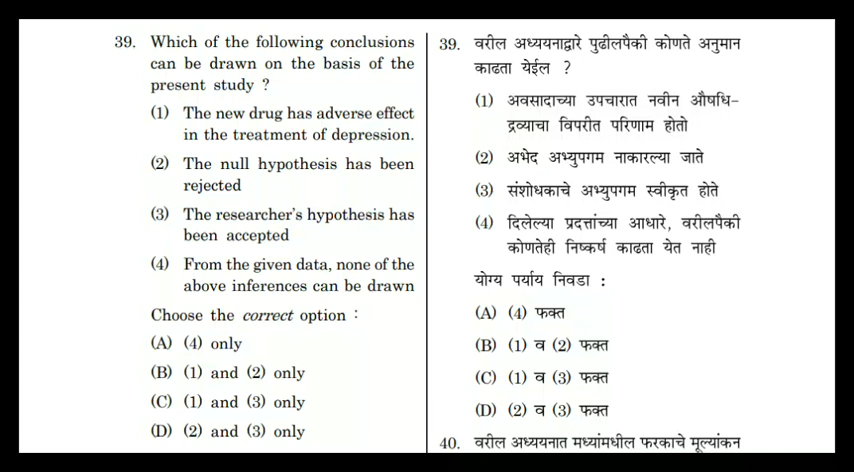 39. Which of the following conclusions
can be drawn on the basis of the
present study ?
(1) The new drug has adverse effect
in the treatment of depression.
(2) The null hypothesis has been
rejected
(3) The researcher's hypothesis has
been accepted
(4) From the given data, none of the
above inferences can be drawn
Choose the correct option :
(A) (4) only
(B) (1) and (2) only
(C) (1) and (3) only
(D) (2) and (3) only
39. वरील अध्ययनाद्वारे पुढीलपैकी कोणते अनुमान
काढता येईल ?
(1) अवसादाच्या उपचारात नवीन औषधि-
द्रव्याचा विपरीत परिणाम होतो
(2) अभेद अभ्युपगम नाकारल्या जाते
(3) संशोधकाचे अभ्युपगम स्वीकृत होते
(4) दिलेल्या प्रदत्तांच्या आधारे, वरीलपैकी
कोणतेही निष्कर्ष काढता येत नाही
योग्य पर्याय निवडा :
(A) (4) फक्त
(B) (1) व (2) फक्त
(C) (1) व (3) फक्त
(D) (2) व (3) फक्त
40. वरील अध्ययनात मध्यांमधील फरकाचे मूल्यांकन